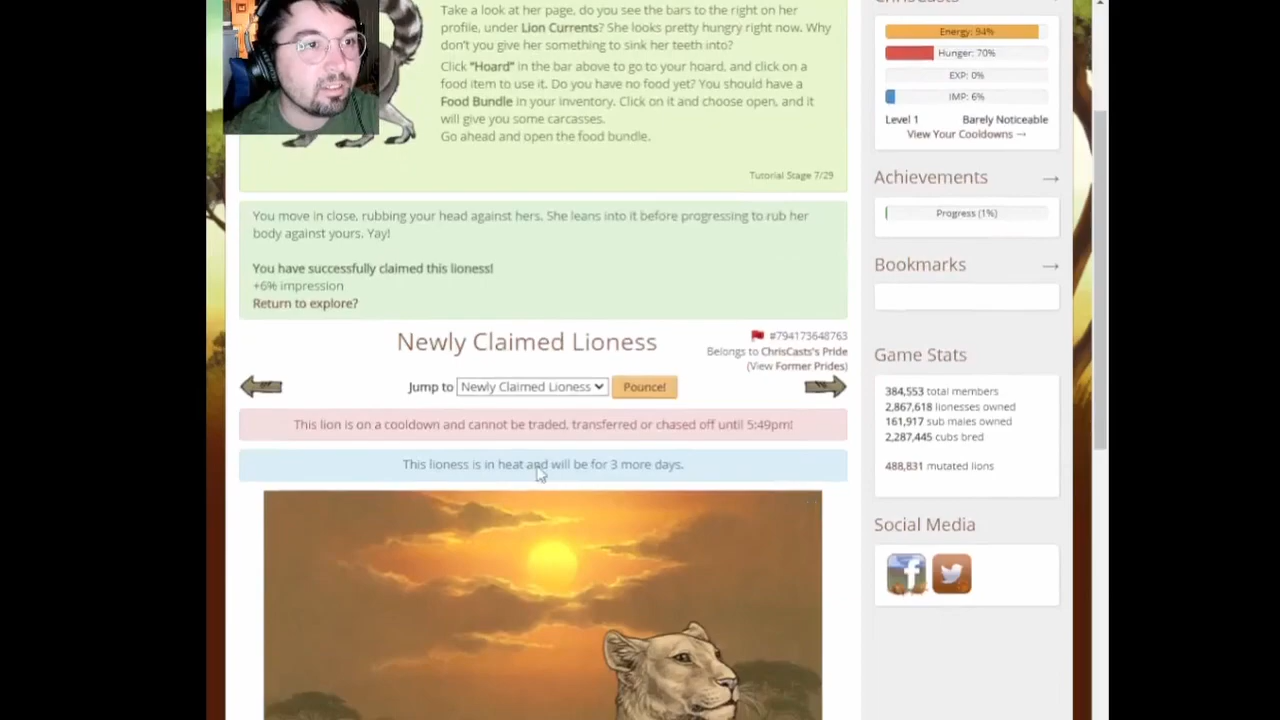 Take a look at her page, do you see the bars to the right on her
profile, under Lion Currents? She looks pretty hungry right now. Why
don't you give her something to sink her teeth into?
Click "Hoard" in the bar above to go to your hoard, and click on a
food item to use it. Do you have no food yet? You should have a
Food Bundle in your inventory. Click on it and choose open, and it
will give you some carcasses.
Go ahead and open the food bundle.
Tutorial Stage 7/29
You move in close, rubbing your head against hers. She leans into it before progressing to rub her
body against yours. Yay!
You have successfully claimed this lioness!
+6% impression
Return to explore?
Newly Claimed Lioness
#794173648763
Belongs to ChrisCasts's Pride
(View Former Prides)
Jump to Newly Claimed Lioness Pounce!
This lion is on a cooldown and cannot be traded, transferred or chased off until 5:49pm!
This lioness is in heat and will be for 3 more days.
ChrisCasts
Energy: 94%
Hunger: 70%
EXP: 0%
IMP: 6%
Level 1 Barely Noticeable
View Your Cooldowns →
Achievements →
Progress (1%)
Bookmarks →
Game Stats
384,553 total members
2,867,618 lionesses owned
161,917 sub males owned
2,287,445 cubs bred
488,831 mutated lions
Social Media